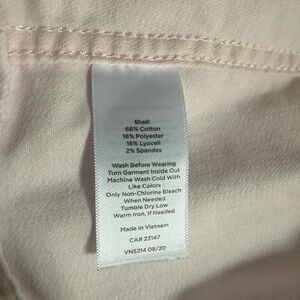 Shell:
66% Cotton
16% Polyester
16% Lyocell
2% Spandex
Wash Before Wearing
Turn Garment Inside Out
Machine Wash Cold With
Like Colors
Only Non-Chlorine Bleach
When Needed
Tumble Dry Low
Warm Iron, If Needed
Made in Vietnam
CA# 23147
VN5214 08/20